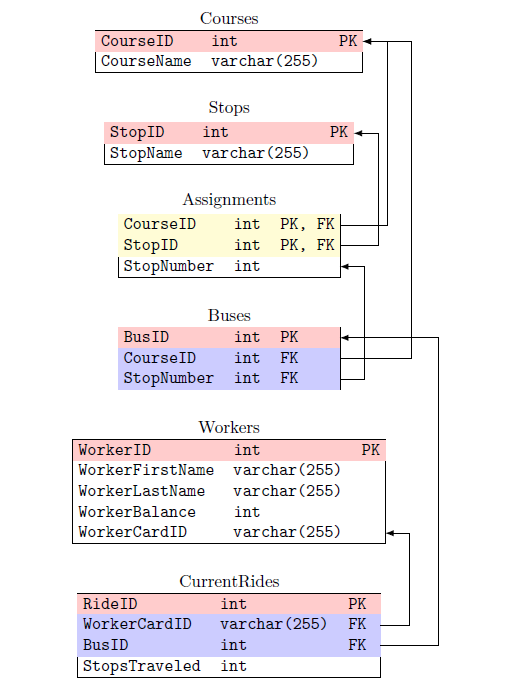 Courses
CourseID int PK
CourseName varchar(255)
Stops
StopID int PK
StopName varchar(255)
Assignments
CourseID int PK, FK
StopID int PK, FK
StopNumber int
Buses
BusID int PK
CourseID int FK
StopNumber int FK
Workers
WorkerID int PK
WorkerFirstName varchar(255)
WorkerLastName varchar(255)
WorkerBalance int
WorkerCardID varchar(255)
CurrentRides
RideID int PK
WorkerCardID varchar(255) FK
BusID int FK
StopsTraveled int